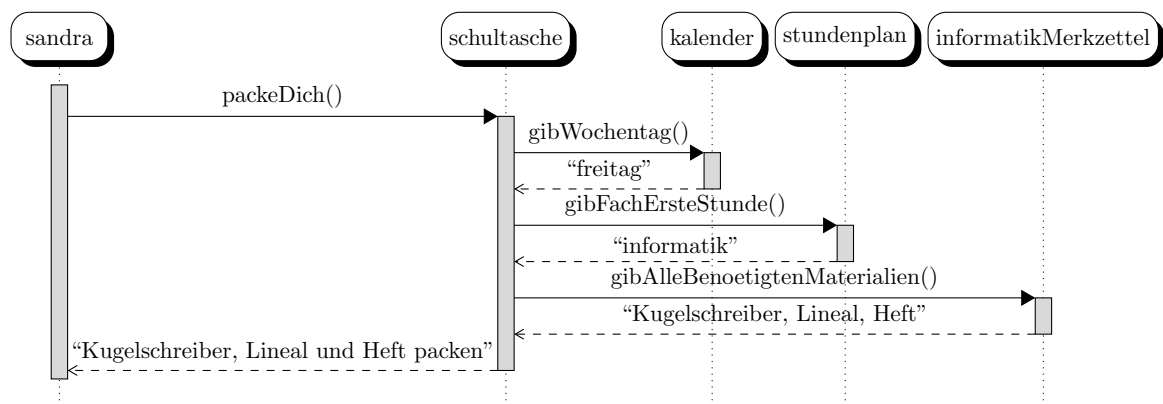 sandra
schultasche
kalender
stundenplan
informatikMerkzettel
packeDich()
gibWochentag()
“freitag”
gibFachErsteStunde()
“informatik”
gibAlleBenoetigtenMaterialien()
“Kugelschreiber, Lineal, Heft”
“Kugelschreiber, Lineal und Heft packen”